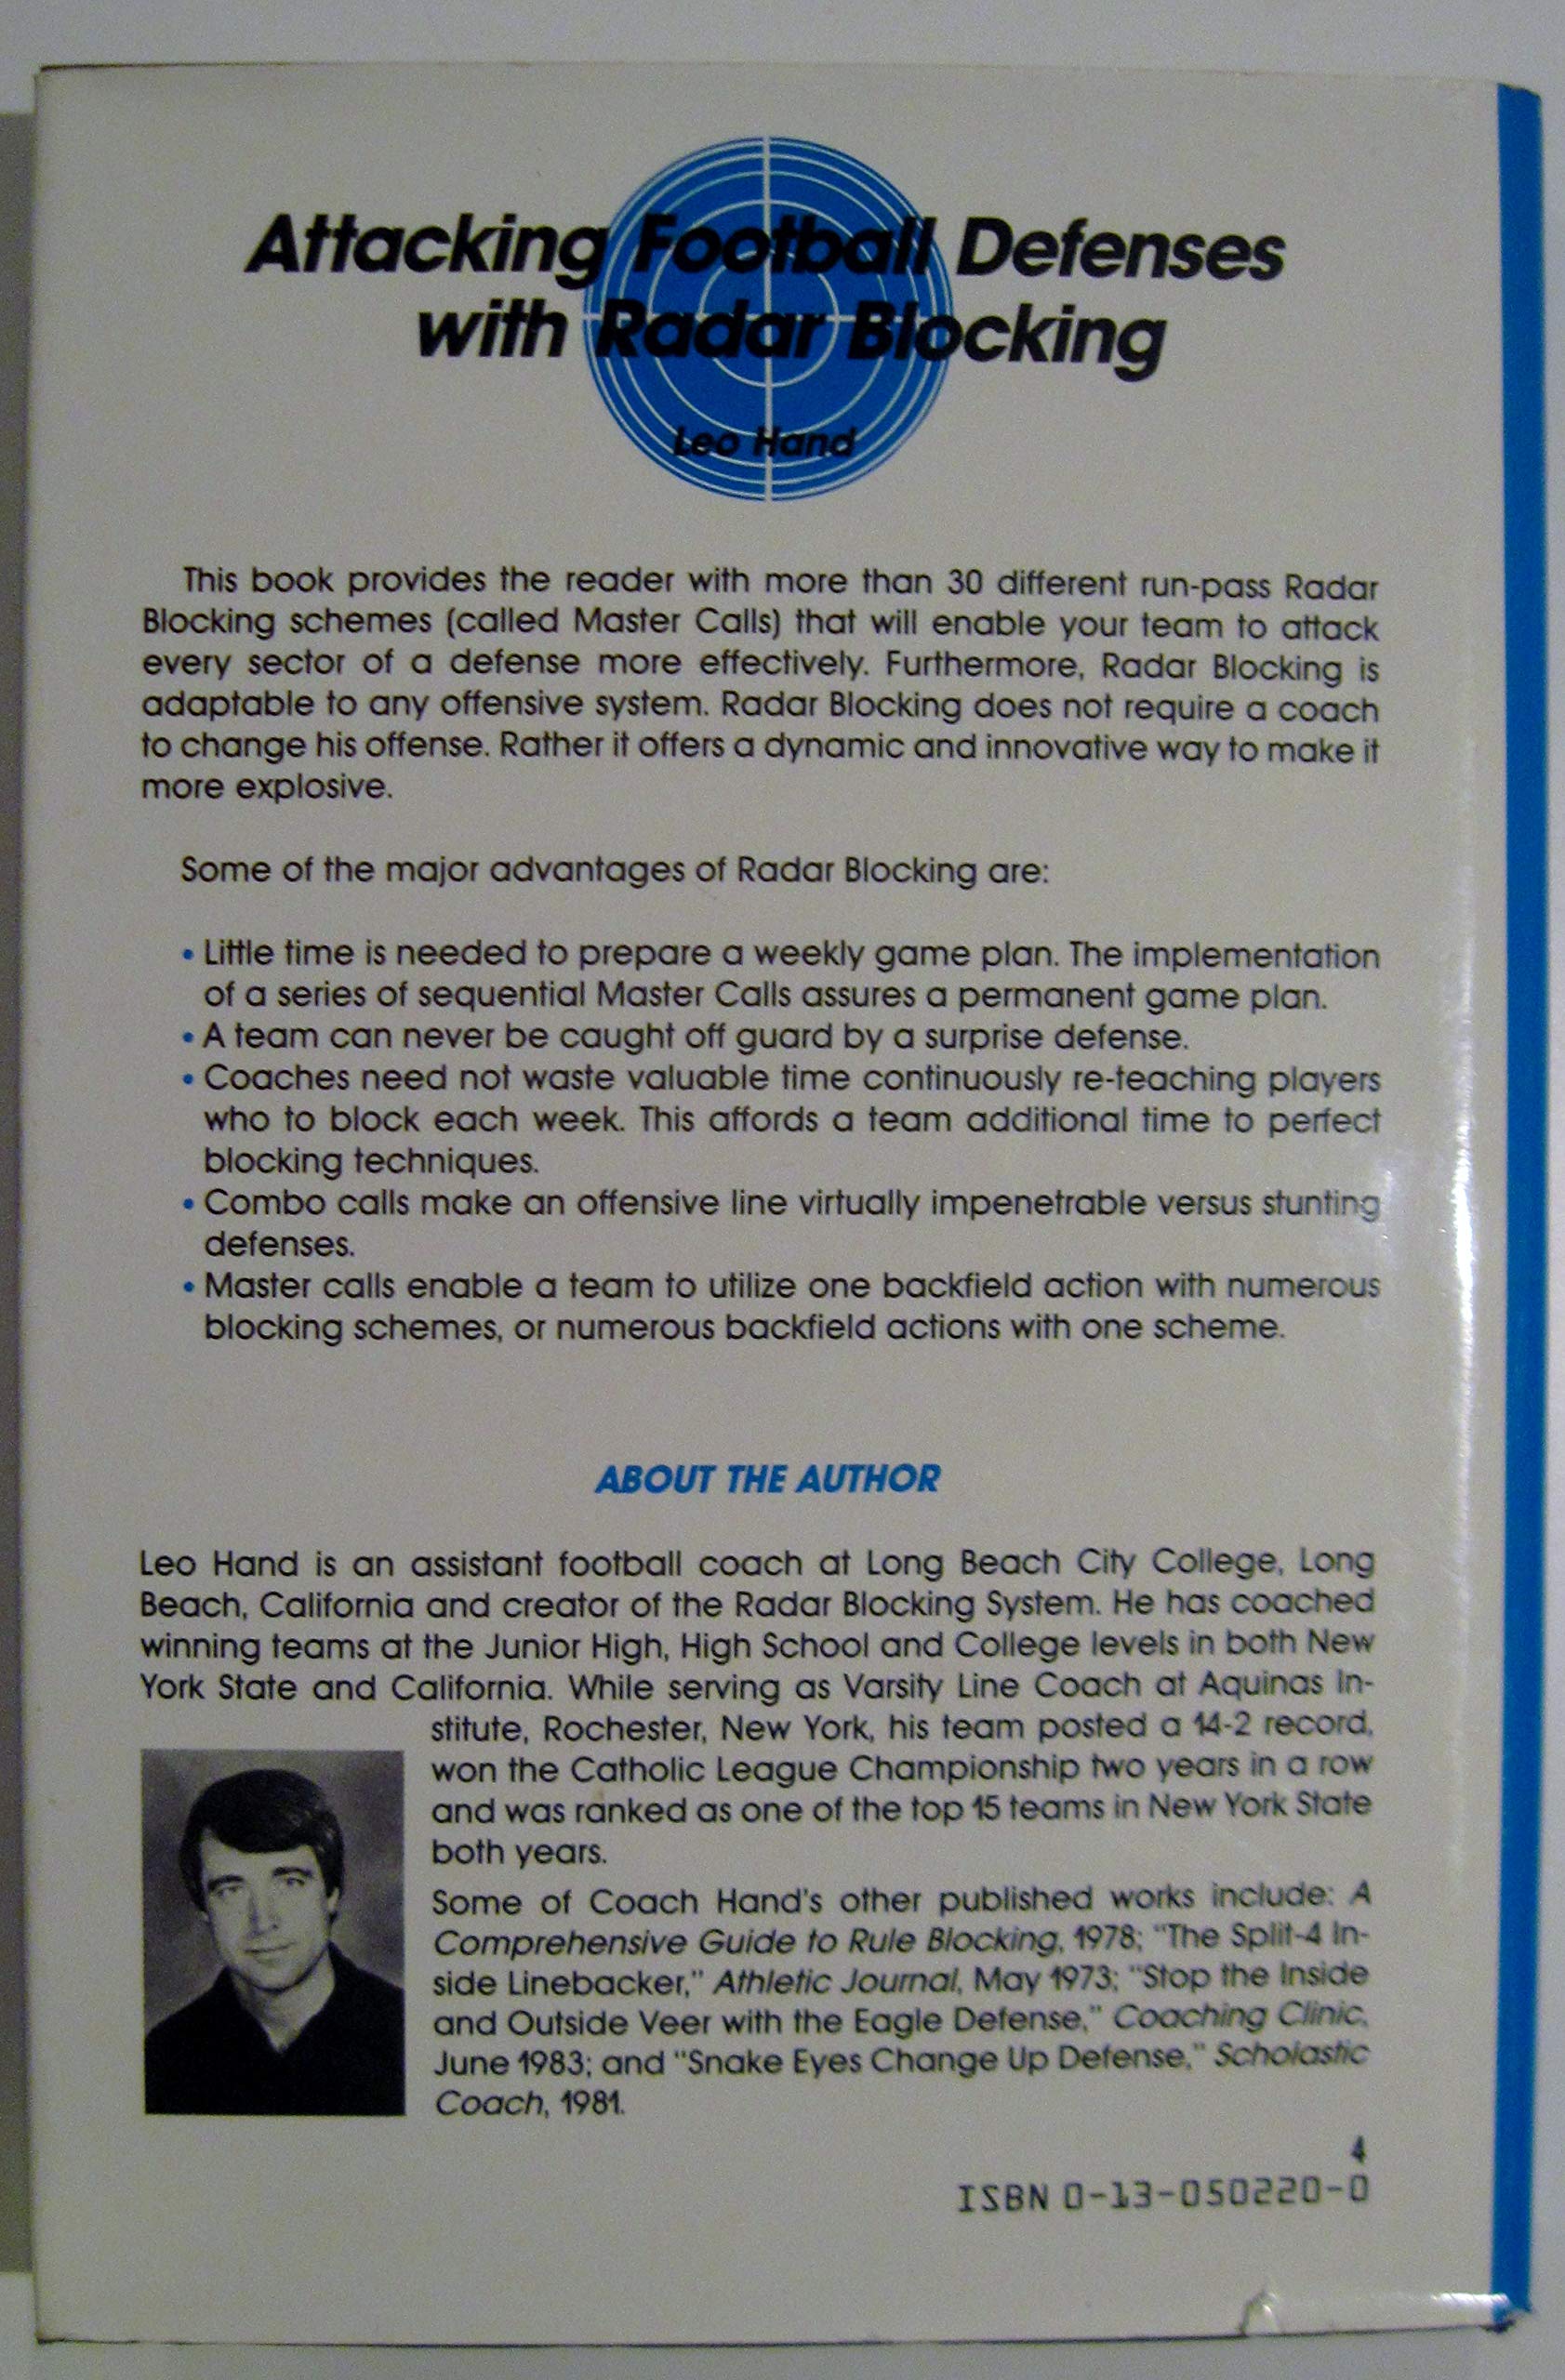 Attacking Football Defenses
with Radar Blocking
Leo Hand
This book provides the reader with more than 30 different run-pass Radar
Blocking schemes (called Master Calls) that will enable your team to attack
every sector of a defense more effectively. Furthermore, Radar Blocking is
adaptable to any offensive system. Radar Blocking does not require a coach
to change his offense. Rather it offers a dynamic and innovative way to make it
more explosive.
Some of the major advantages of Radar Blocking are:
• Little time is needed to prepare a weekly game plan. The implementation
of a series of sequential Master Calls assures a permanent game plan.
• A team can never be caught off guard by a surprise defense.
• Coaches need not waste valuable time continuously re-teaching players
who to block each week. This affords a team additional time to perfect
blocking techniques.
• Combo calls make an offensive line virtually impenetrable versus stunting
defenses.
• Master calls enable a team to utilize one backfield action with numerous
blocking schemes, or numerous backfield actions with one scheme.
ABOUT THE AUTHOR
Leo Hand is an assistant football coach at Long Beach City College, Long
Beach, California and creator of the Radar Blocking System. He has coached
winning teams at the Junior High, High School and College levels in both New
York State and California. While serving as Varsity Line Coach at Aquinas In-
stitute, Rochester, New York, his team posted a 14-2 record,
won the Catholic League Championship two years in a row
and was ranked as one of the top 15 teams in New York State
both years.
Some of Coach Hand's other published works include: A
Comprehensive Guide to Rule Blocking, 1978; "The Split-4 In-
side Linebacker," Athletic Journal, May 1973; "Stop the Inside
and Outside Veer with the Eagle Defense," Coaching Clinic,
June 1983; and "Snake Eyes Change Up Defense," Scholastic
Coach, 1981.
4
ISBN 0-13-050220-0